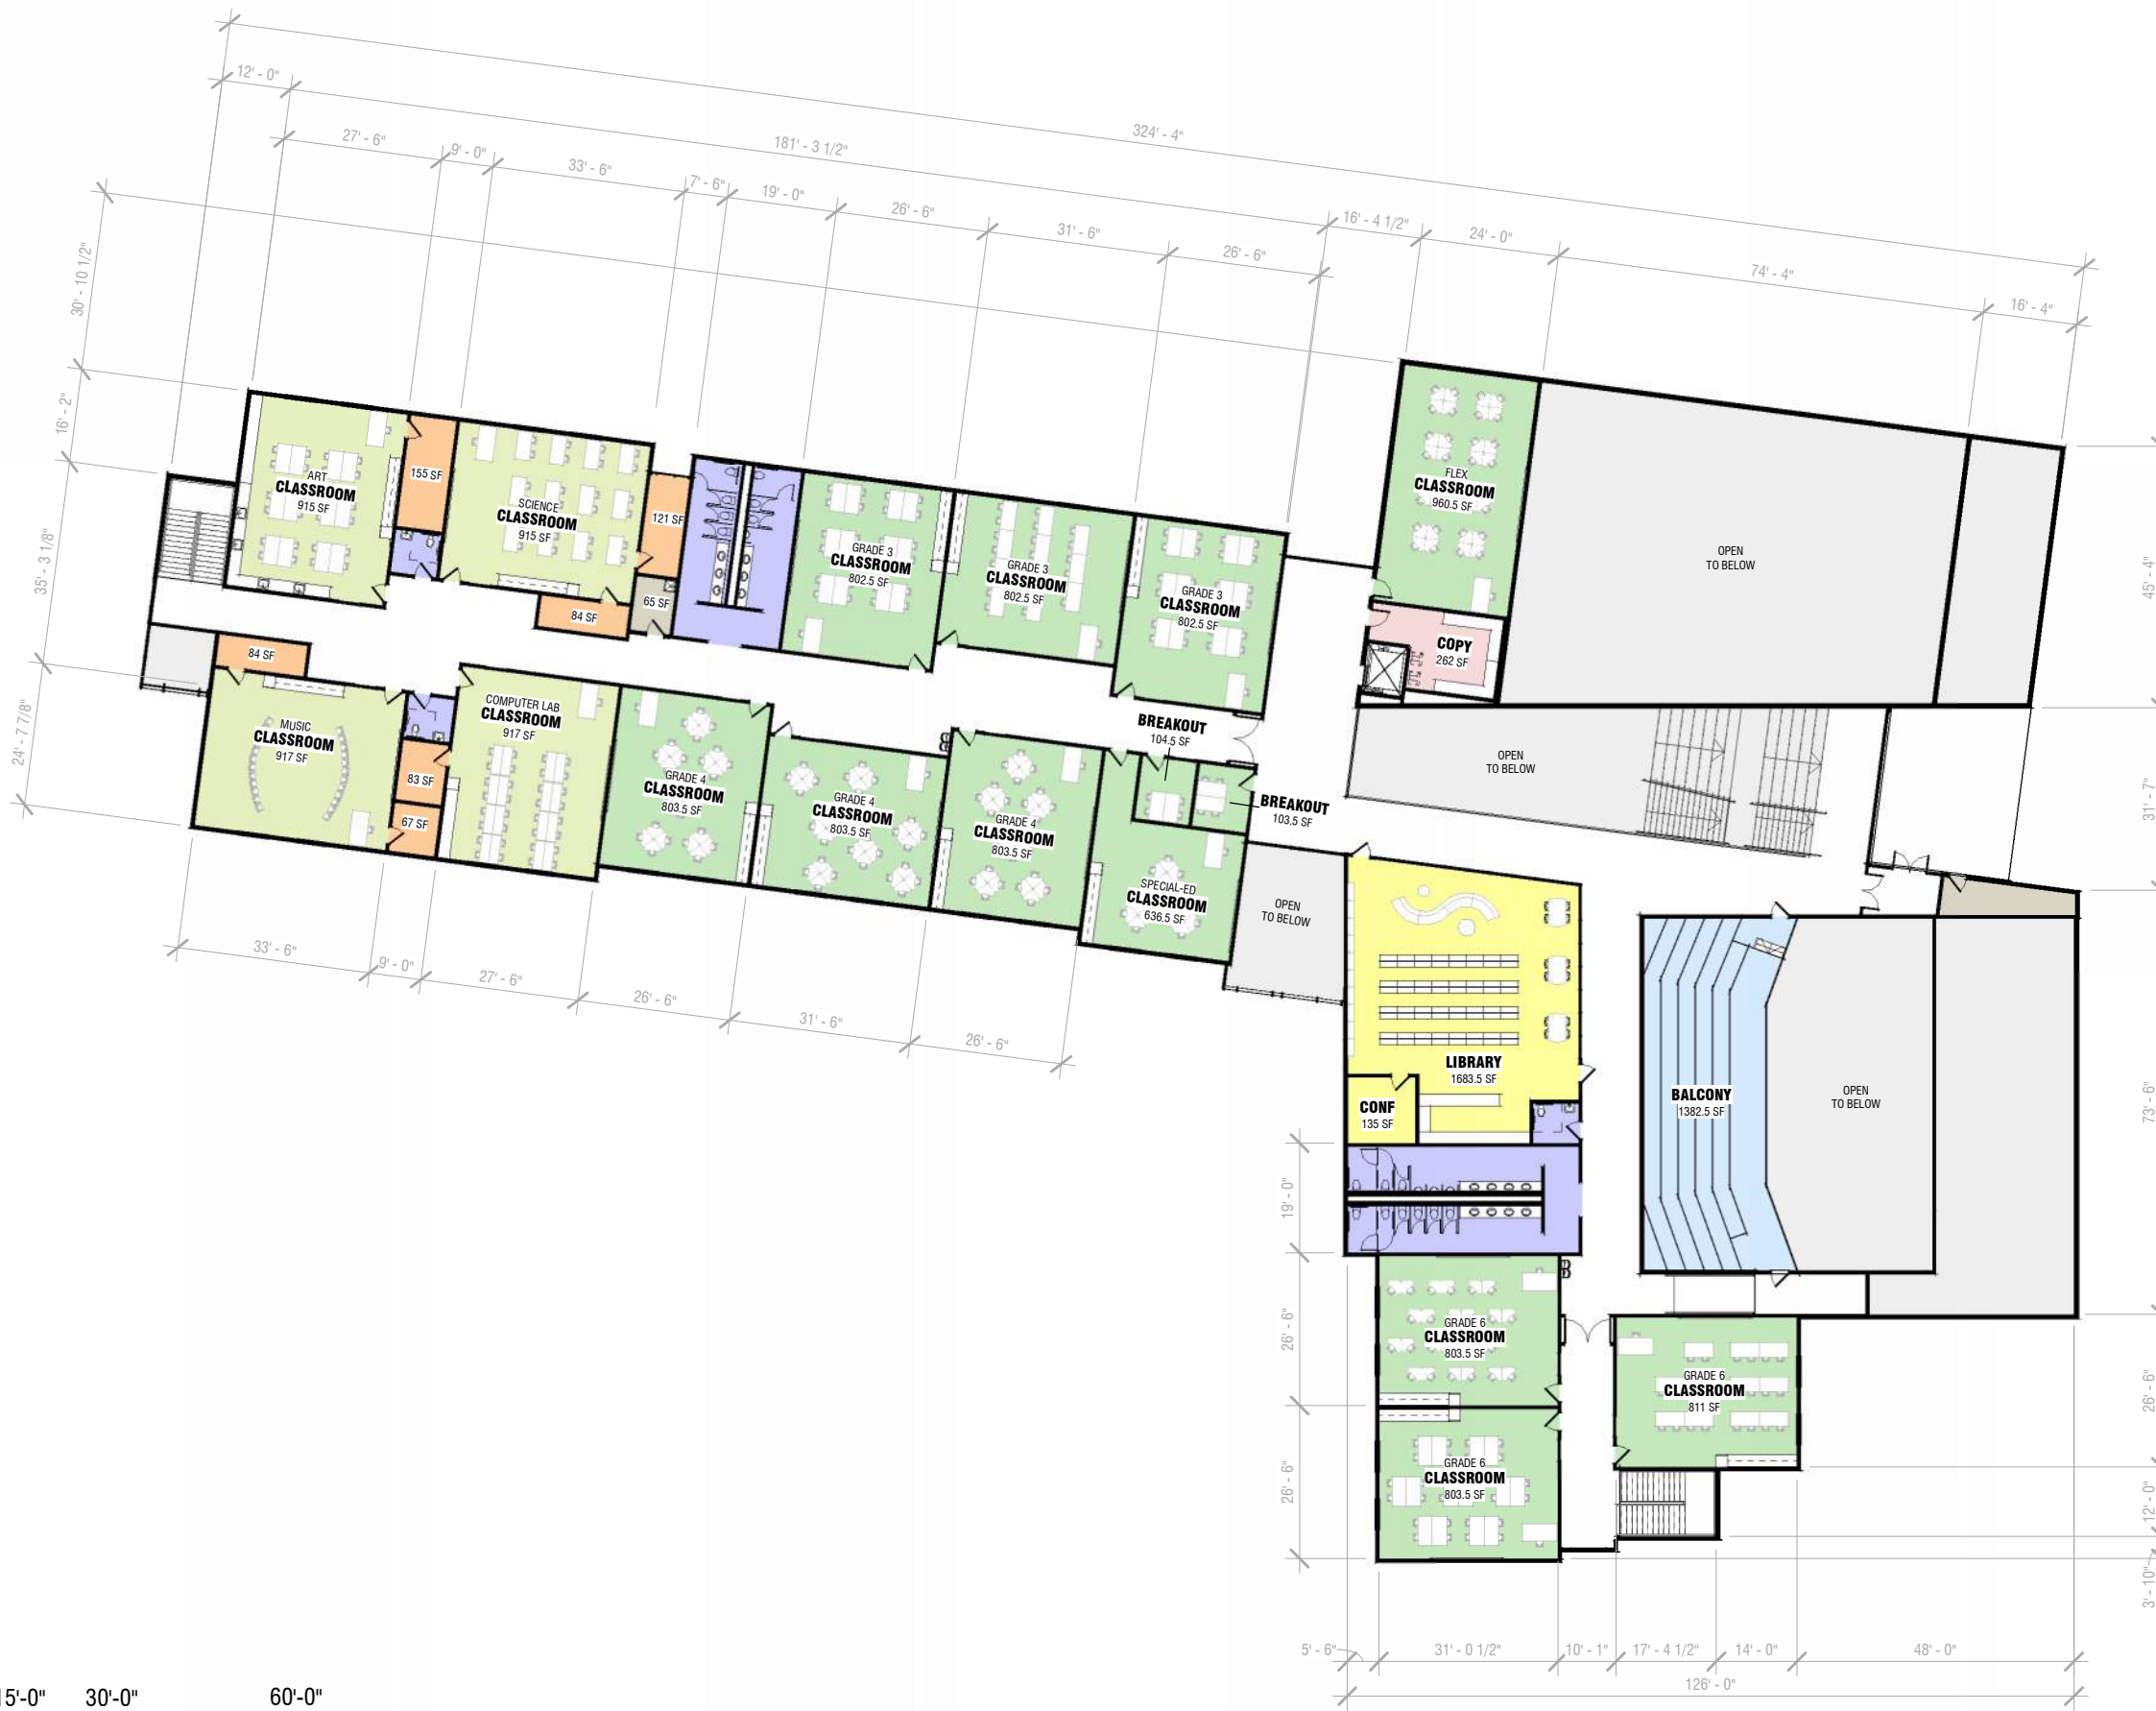 324' - 4"
12' - 0"
181' - 3 1/2"
27' - 6"
9' - 0"
33' - 6"
7' - 6"
19' - 0"
26' - 6"
31' - 6"
26' - 6"
16' - 4 1/2"
24' - 0"
74' - 4"
16' - 4"
30' - 10 1/2"
16' - 2"
35' - 3 1/8"
24' - 7 7/8"
ART
CLASSROOM
915 SF
155 SF
SCIENCE
CLASSROOM
915 SF
121 SF
84 SF
65 SF
GRADE 3
CLASSROOM
802.5 SF
GRADE 3
CLASSROOM
802.5 SF
GRADE 3
CLASSROOM
802.5 SF
FLEX
CLASSROOM
960.5 SF
COPY
262 SF
OPEN
TO BELOW
45' - 4"
84 SF
MUSIC
CLASSROOM
917 SF
83 SF
67 SF
COMPUTER LAB
CLASSROOM
917 SF
GRADE 4
CLASSROOM
803.5 SF
GRADE 4
CLASSROOM
803.5 SF
GRADE 4
CLASSROOM
803.5 SF
BREAKOUT
104.5 SF
BREAKOUT
103.5 SF
SPECIAL-ED
CLASSROOM
636.5 SF
OPEN
TO BELOW
OPEN
TO BELOW
31' - 7"
33' - 6"
9' - 0"
27' - 6"
26' - 6"
31' - 6"
26' - 6"
LIBRARY
1683.5 SF
CONF
135 SF
BALCONY
1382.5 SF
OPEN
TO BELOW
73' - 6"
19' - 0"
26' - 6"
26' - 6"
GRADE 6
CLASSROOM
803.5 SF
GRADE 6
CLASSROOM
803.5 SF
GRADE 6
CLASSROOM
811 SF
26' - 6"
12' - 0"
3' - 10"
5' - 6"
31' - 0 1/2"
10' - 1"
17' - 4 1/2"
14' - 0"
48' - 0"
126' - 0"
15'-0" 30'-0" 60'-0"